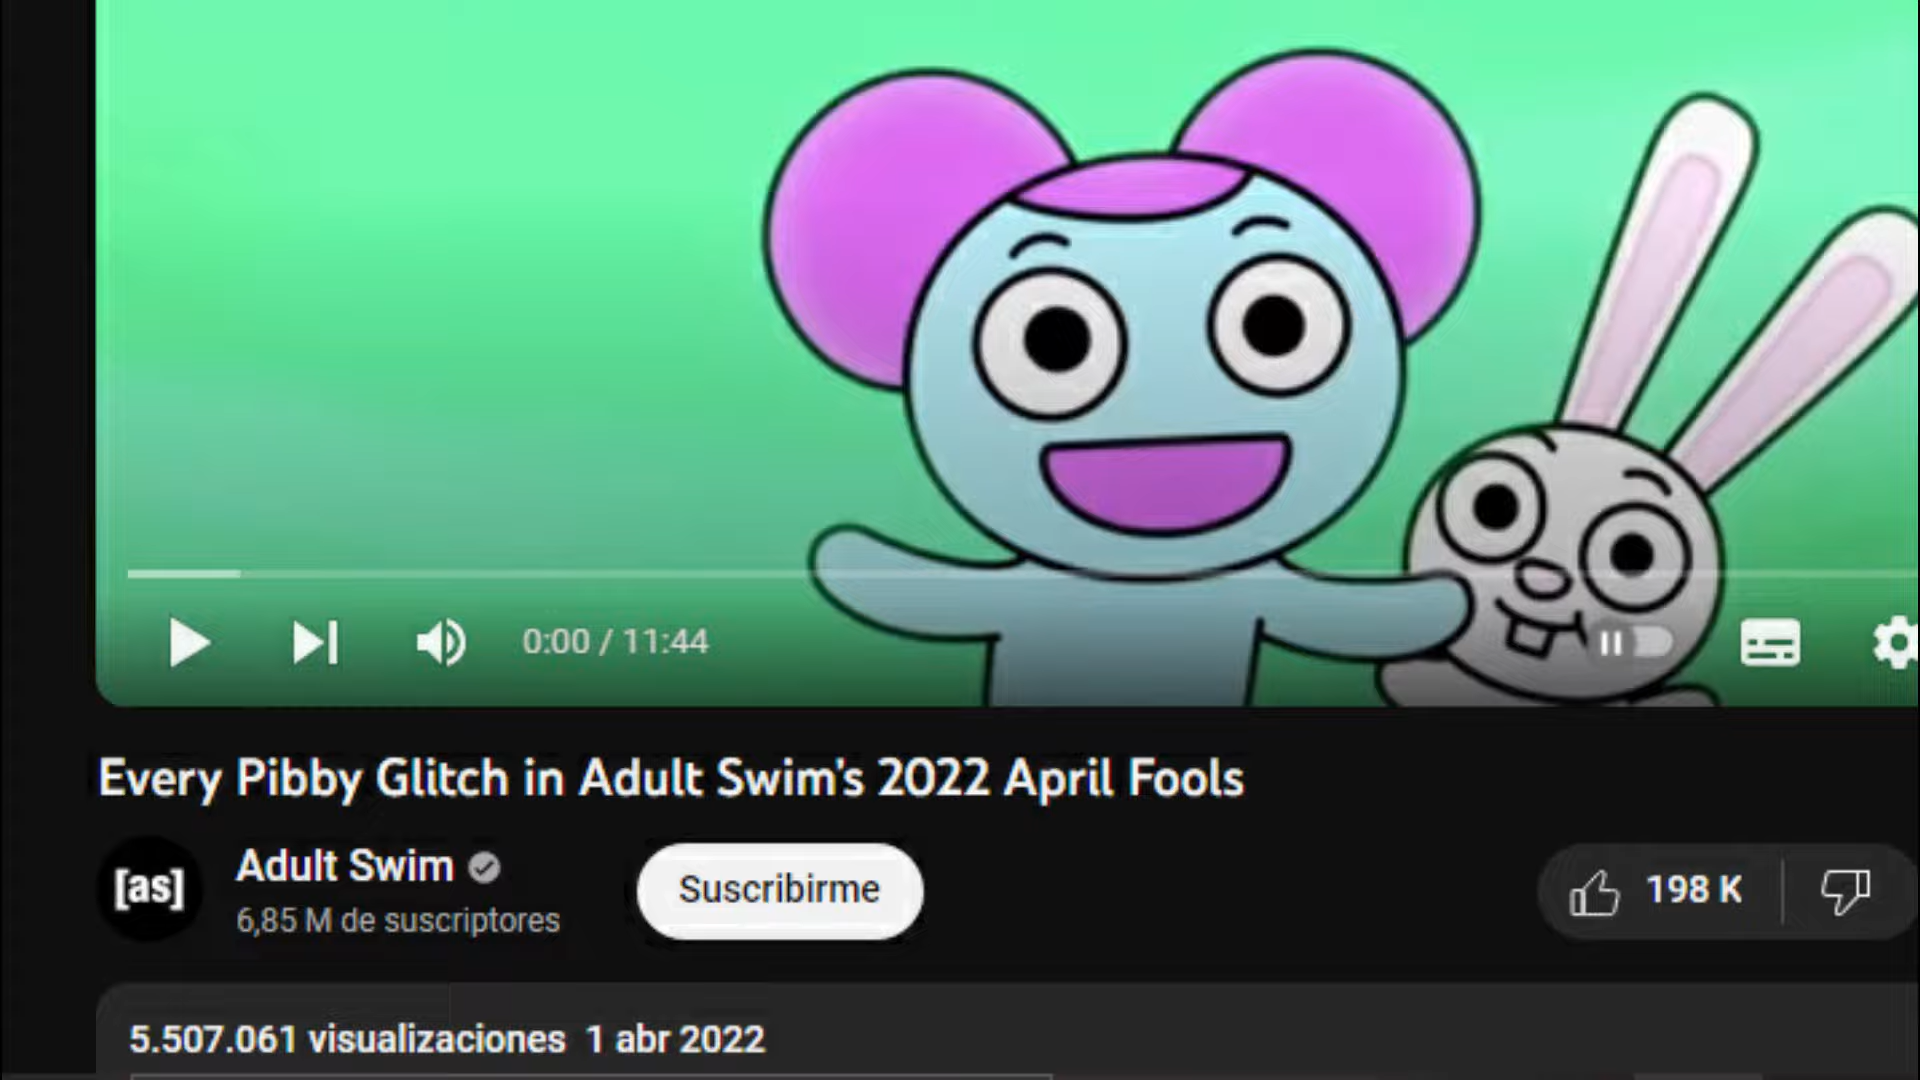 0:00 / 11:44
Every Pibby Glitch in Adult Swim's 2022 April Fools
[as]
Adult Swim
6,85 M de suscriptores
Suscribirme
198 K
5.507.061 visualizaciones 1 abr 2022